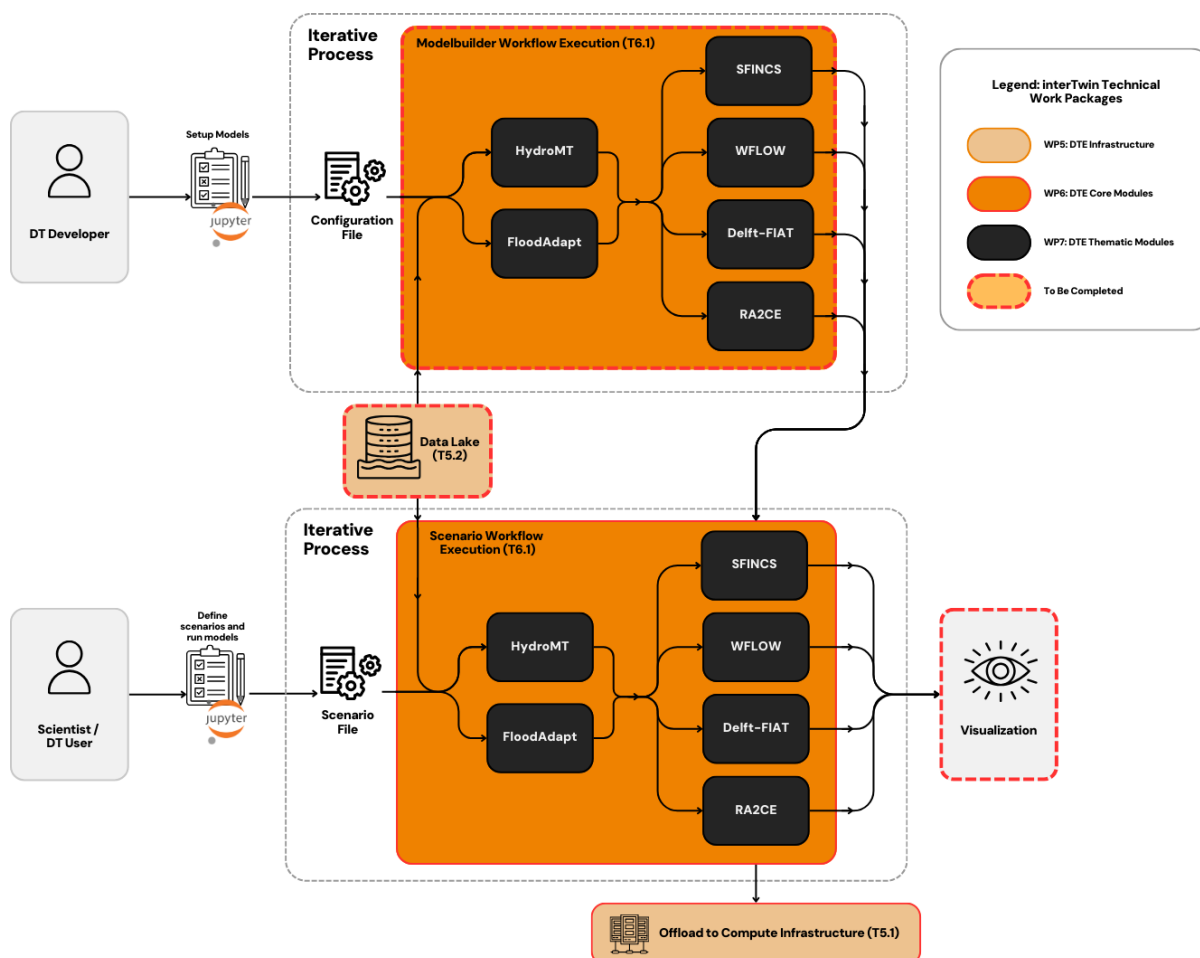 Iterative
Process
Modelbuilder Workflow Execution (T6.1)
SFINCS
HydroMT
WFLOW
FloodAdapt
Delft-FIAT
RA2CE
Setup Models
jupyter
Configuration
File
DT Developer
Legend: interTwin Technical
Work Packages
WP5: DTE Infrastructure
WP6: DTE Core Modules
WP7: DTE Thematic Modules
To Be Completed
Data Lake
(T5.2)
Iterative
Process
Scenario Workflow
Execution (T6.1)
SFINCS
HydroMT
WFLOW
FloodAdapt
Delft-FIAT
RA2CE
Define
scenarios and
run models
jupyter
Scenario
File
Scientist /
DT User
Visualization
Offload to Compute Infrastructure (T5.1)